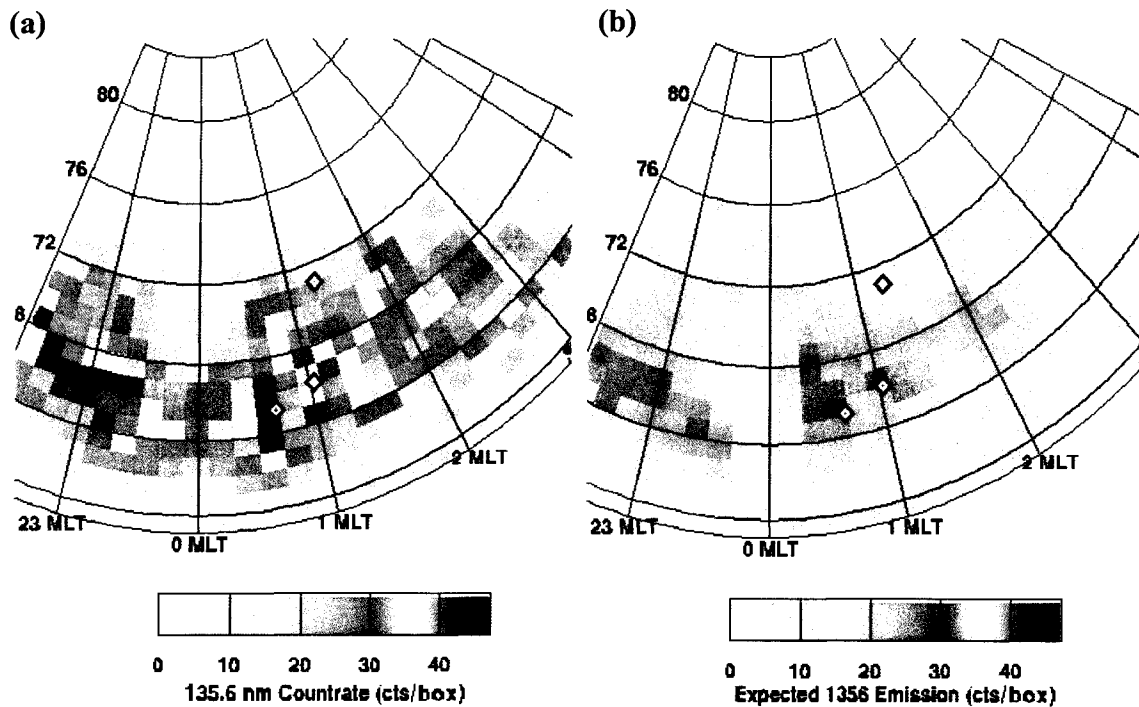 (a)
(b)
80
76
72
8
23 MLT
0 MLT
1 MLT
2 MLT
80
76
72
8
23 MLT
0 MLT
1 MLT
2 MLT
0 10 20 30 40
135.6 nm Countrate (cts/box)
0 10 20 30 40
Expected 1356 Emission (cts/box)